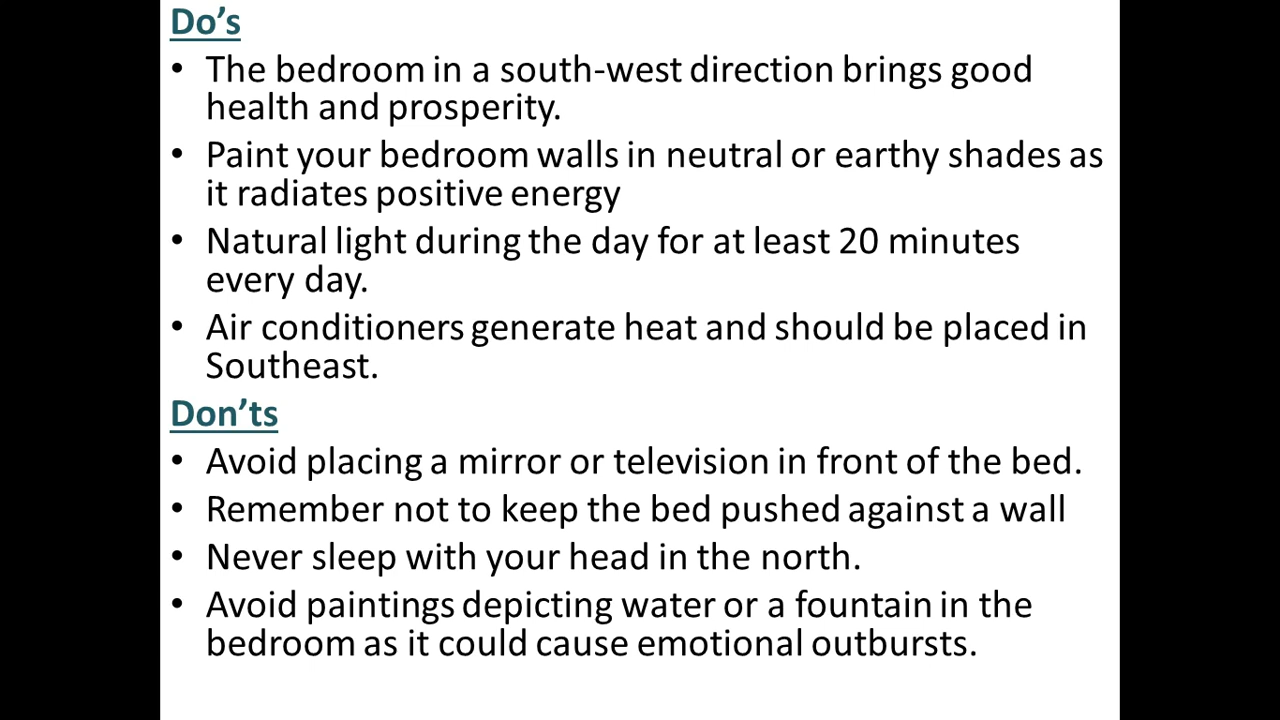 Do’s
• The bedroom in a south-west direction brings good
health and prosperity.
• Paint your bedroom walls in neutral or earthy shades as
it radiates positive energy
• Natural light during the day for at least 20 minutes
every day.
• Air conditioners generate heat and should be placed in
Southeast.
Don’ts
• Avoid placing a mirror or television in front of the bed.
• Remember not to keep the bed pushed against a wall
• Never sleep with your head in the north.
• Avoid paintings depicting water or a fountain in the
bedroom as it could cause emotional outbursts.